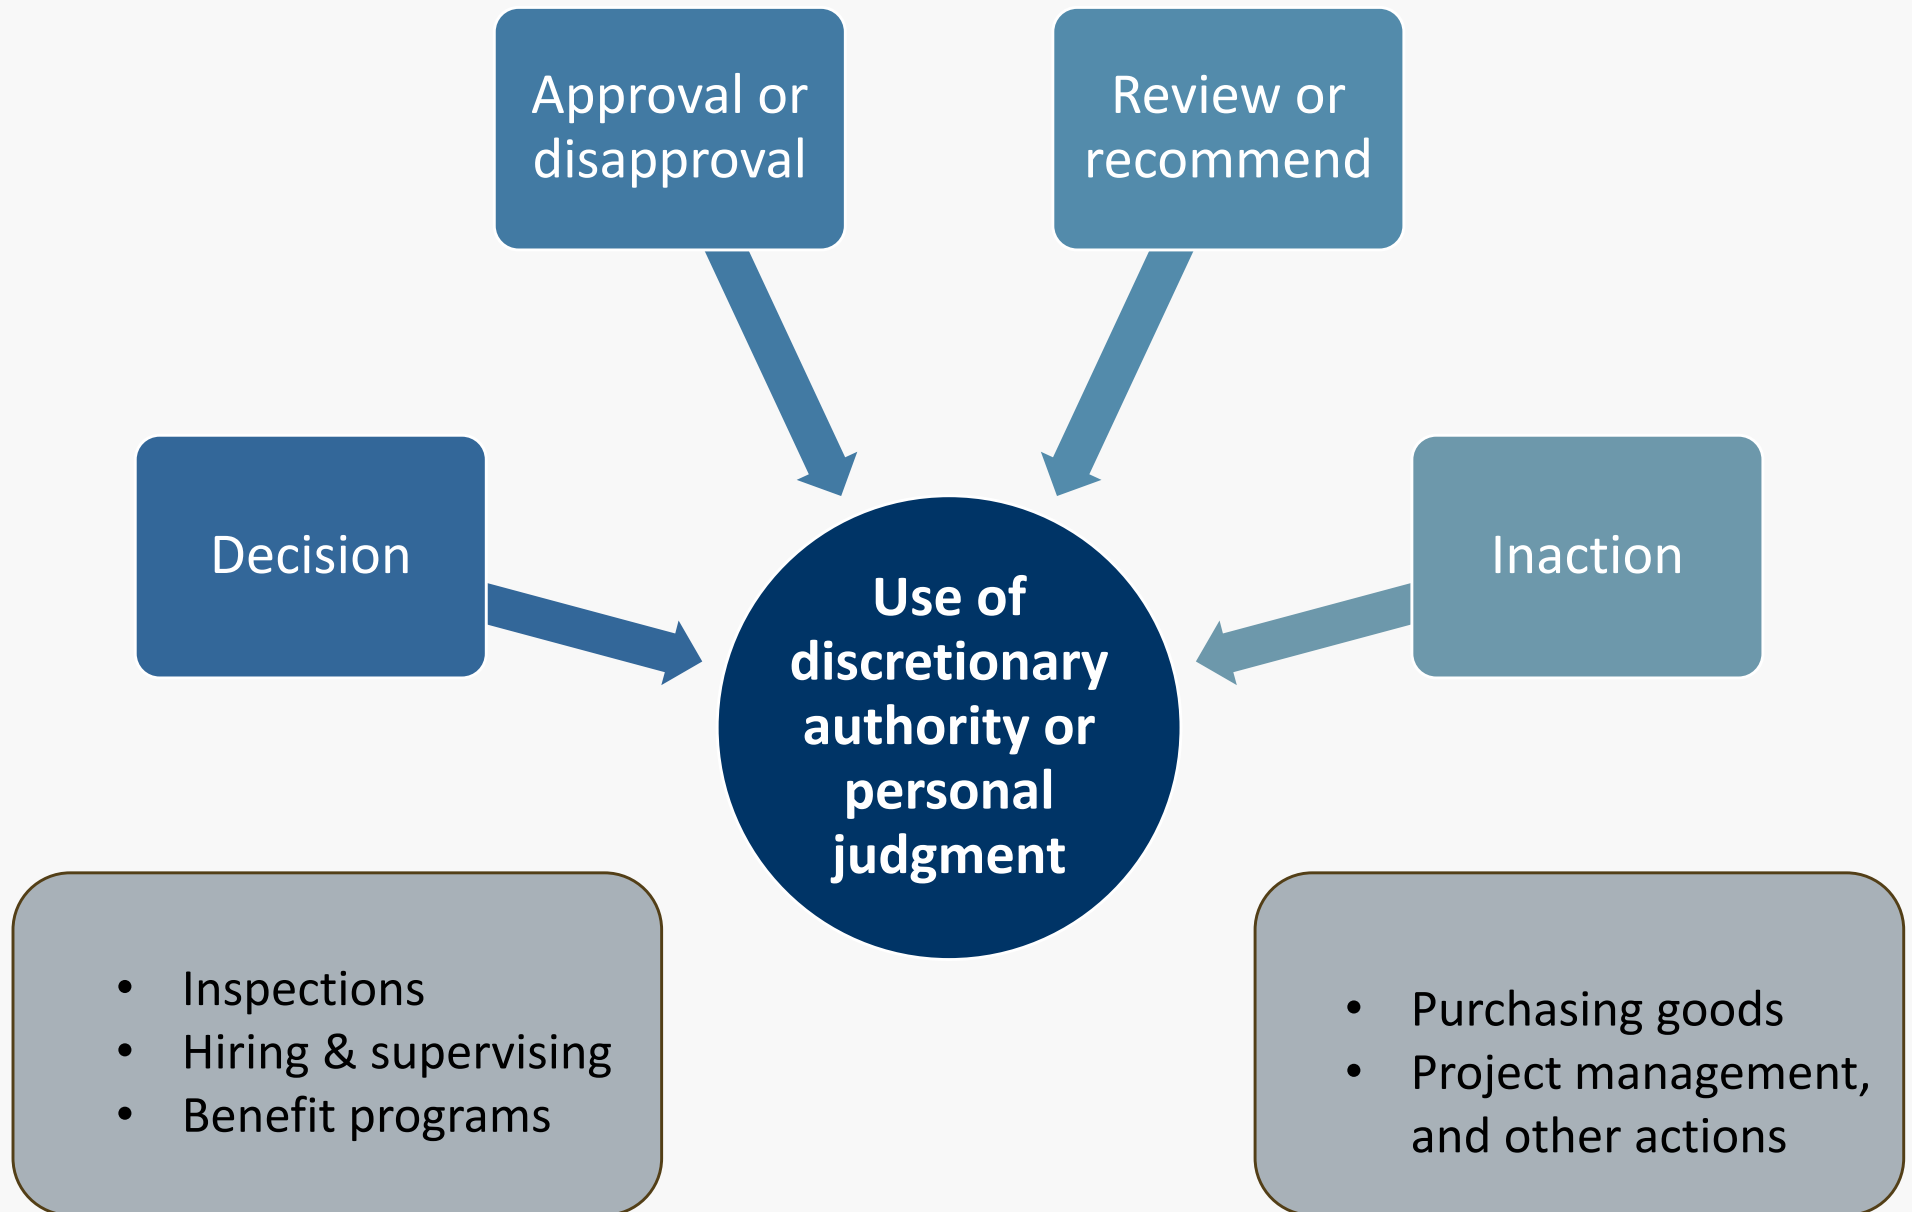 Approval or
disapproval
Review or
recommend
Decision
Inaction
Use of
discretionary
authority or
personal
judgment
• Inspections
• Hiring & supervising
• Benefit programs
• Purchasing goods
• Project management,
and other actions